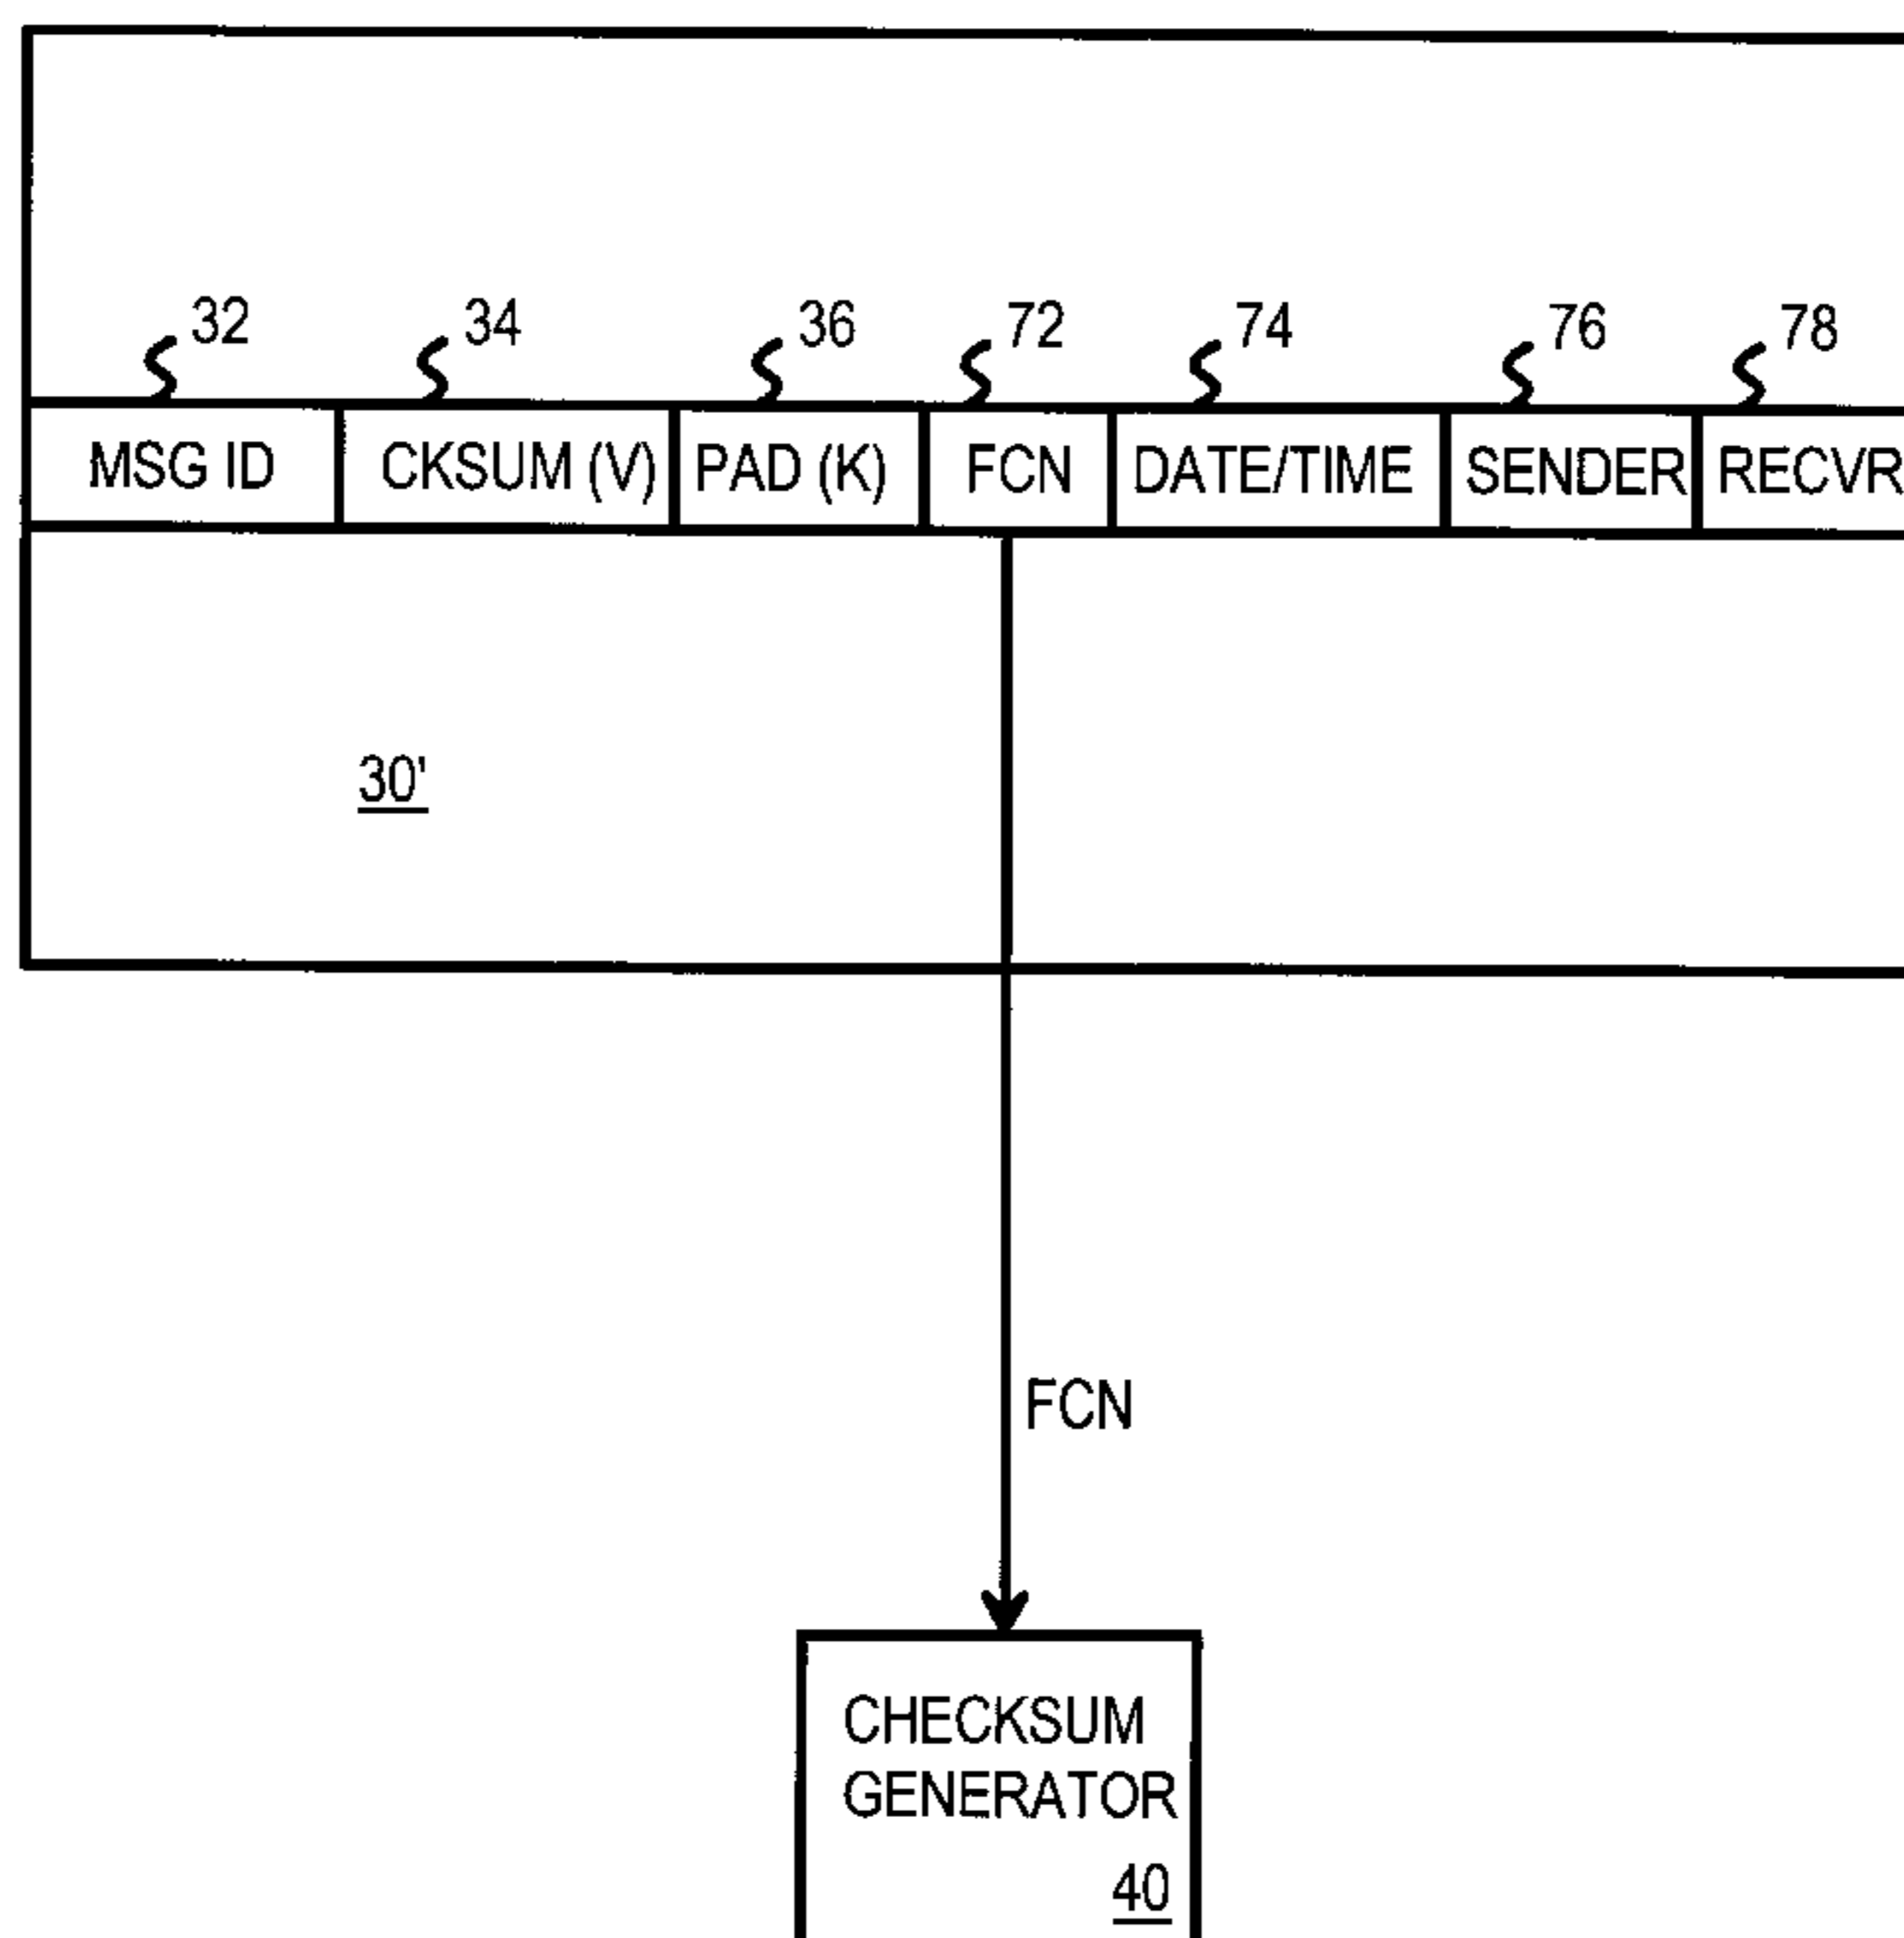 32 34 36 72 74 76 78
MSG ID CKSUM (V) PAD (K) FCN DATE/TIME SENDER RECVR
30'
FCN
CHECKSUM
GENERATOR
40